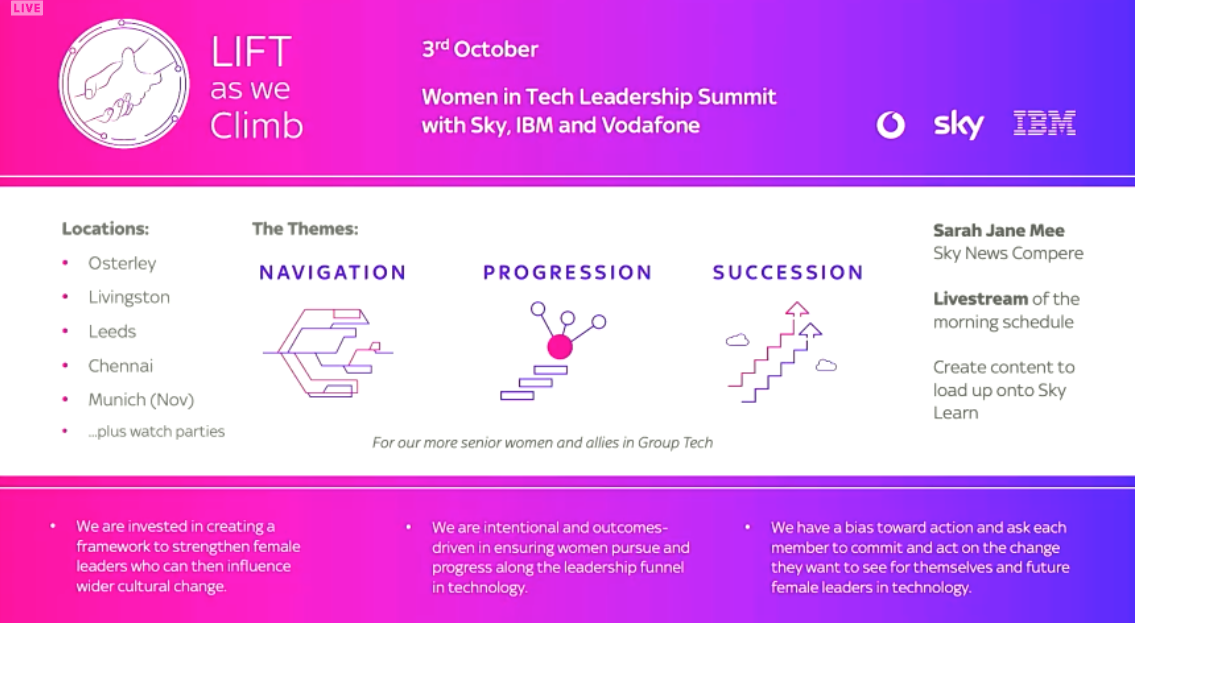 LIVE
LIFT
as we
Climb
3rd October
Women in Tech Leadership Summit
with Sky, IBM and Vodafone
sky IBM
Locations:
• Osterley
• Livingston
• Leeds
• Chennai
• Munich (Nov)
• ...plus watch parties
The Themes:
NAVIGATION
PROGRESSION
SUCCESSION
For our more senior women and allies in Group Tech
Sarah Jane Mee
Sky News Compere
Livestream of the
morning schedule
Create content to
load up onto Sky
Learn
• We are invested in creating a
framework to strengthen female
leaders who can then influence
wider cultural change.
• We are intentional and outcomes-
driven in ensuring women pursue and
progress along the leadership funnel
in technology.
• We have a bias toward action and ask each
member to commit and act on the change
they want to see for themselves and future
female leaders in technology.